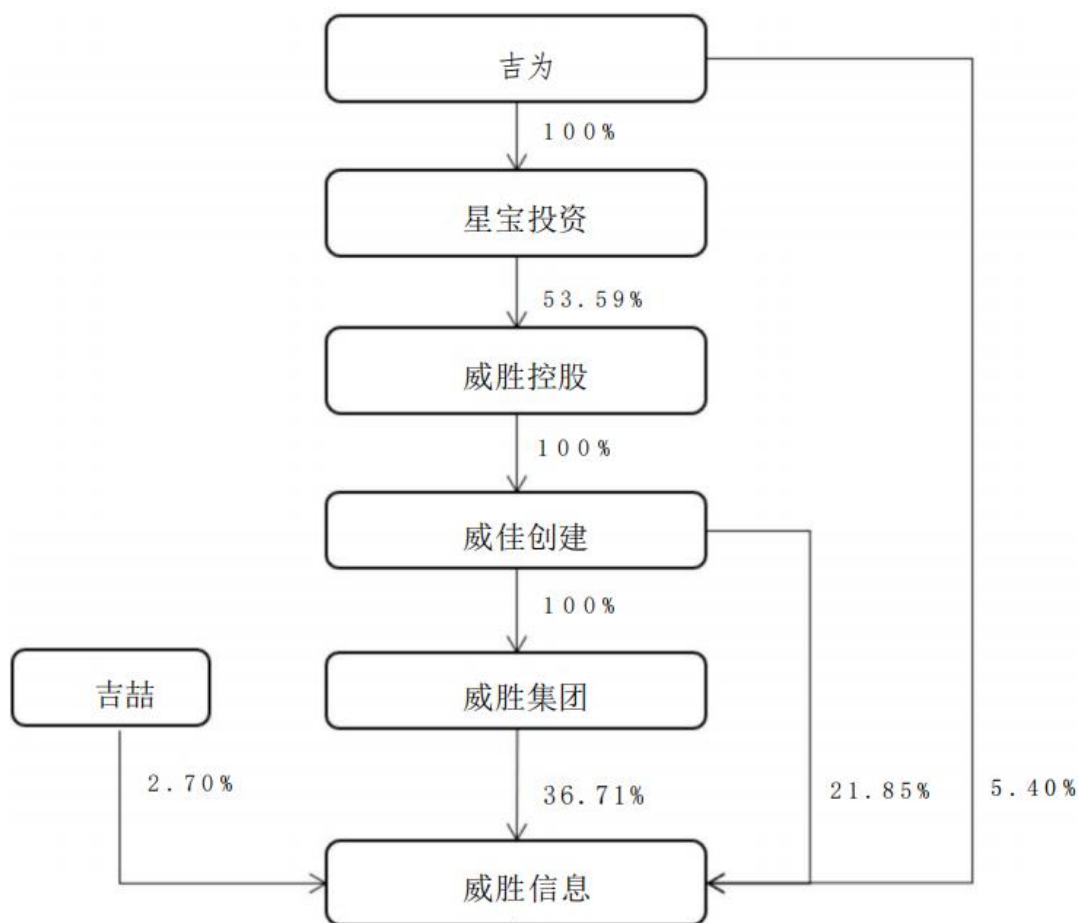 吉为
100%
星宝投资
53.59%
威胜控股
100%
威佳创建
100%
吉喆
威胜集团
2.70%
36.71%
21.85%
5.40%
威胜信息